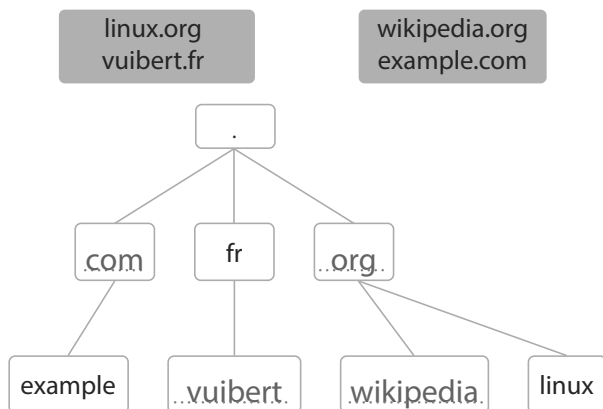 linux.org
vuibert.fr
wikipedia.org
example.com
.
com
fr
org
example
vuibert
wikipedia
linux